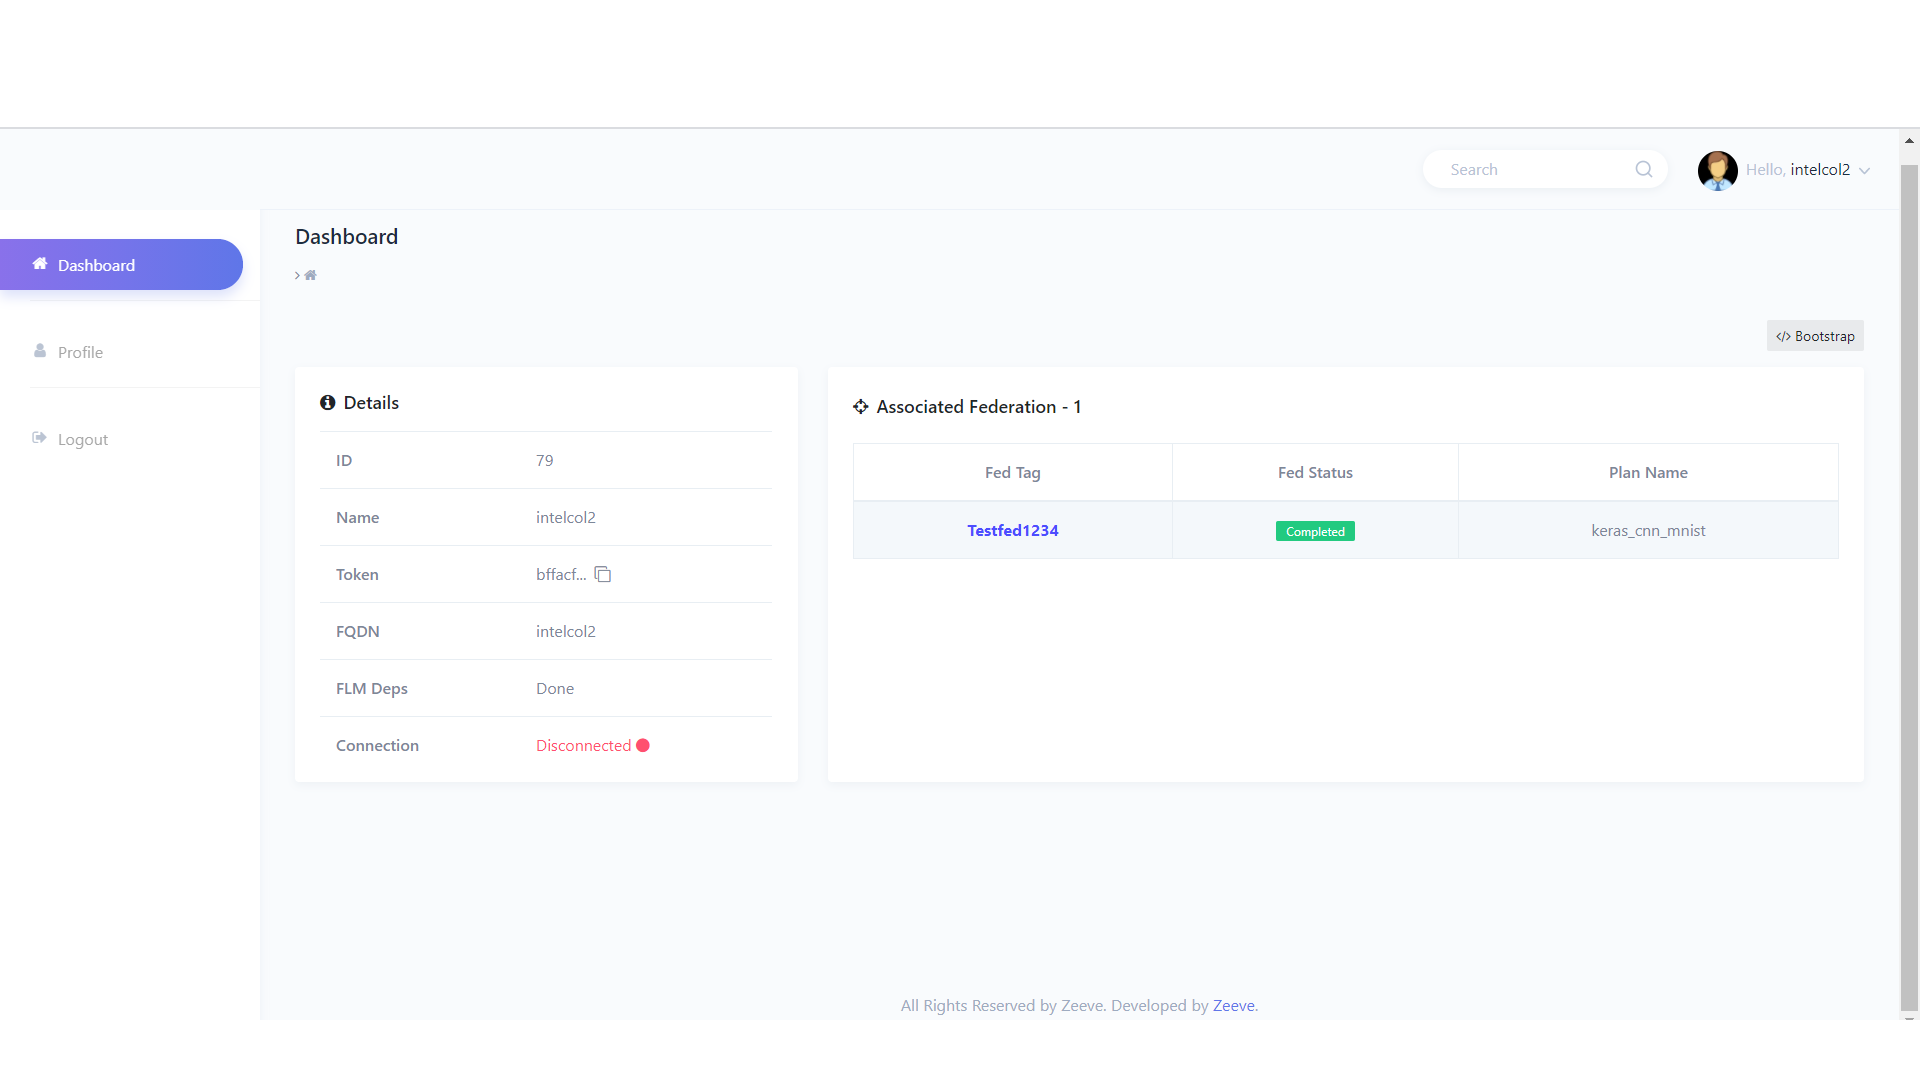 Search
Hello, intelcol2
Dashboard
Profile
Logout
Dashboard
</> Bootstrap
Details
ID 79
Name intelcol2
Token bffacf...
FQDN intelcol2
FLM Deps Done
Connection Disconnected
Associated Federation - 1
Fed Tag Fed Status Plan Name
Testfed1234 Completed keras_cnn_mnist
All Rights Reserved by Zeeve. Developed by Zeeve.